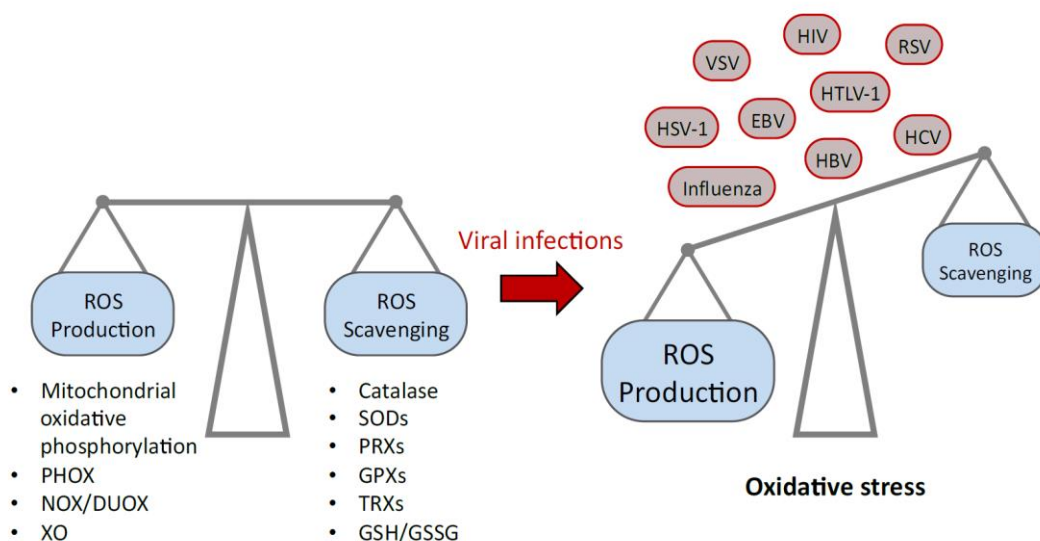 ROS
Production
• Mitochondrial
oxidative
phosphorylation
• PHOX
• NOX/DUOX
• XO
ROS
Scavenging
• Catalase
• SODs
• PRXs
• GPXs
• TRXs
• GSH/GSSG
Viral infections
HIV
RSV
VSV
HTLV-1
EBV
HSV-1
HCV
HBV
Influenza
ROS
Production
ROS
Scavenging
Oxidative stress